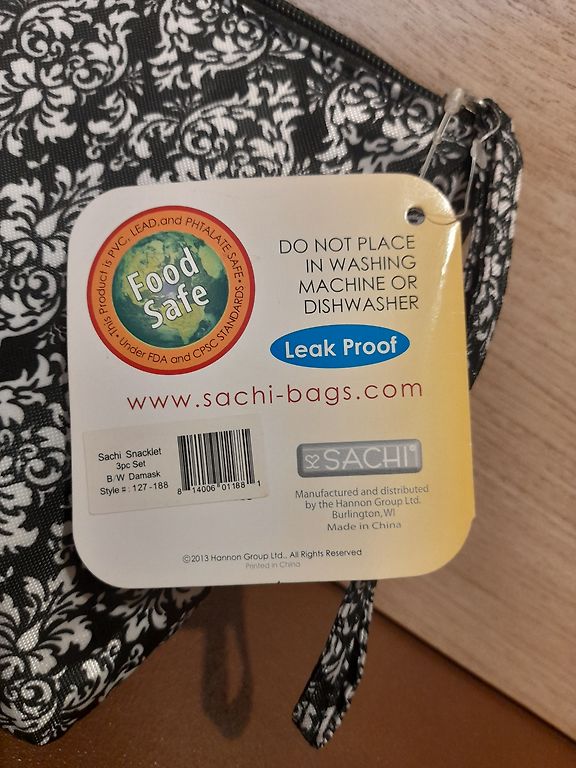 This Product is PVC, LEAD, and PHTALATE SAFE
Under FDA and CPSC STANDARDS
Food
Safe
DO NOT PLACE
IN WASHING
MACHINE OR
DISHWASHER
Leak Proof
www.sachi-bags.com
Sachi Snacklet
3pc Set
B/W Damask
Style #: 127-188
8 14006 01188 1
SACHI®
Manufactured and distributed
by the Hannon Group Ltd.
Burlington, WI
Made in China
©2013 Hannon Group Ltd., All Rights Reserved
Printed in China